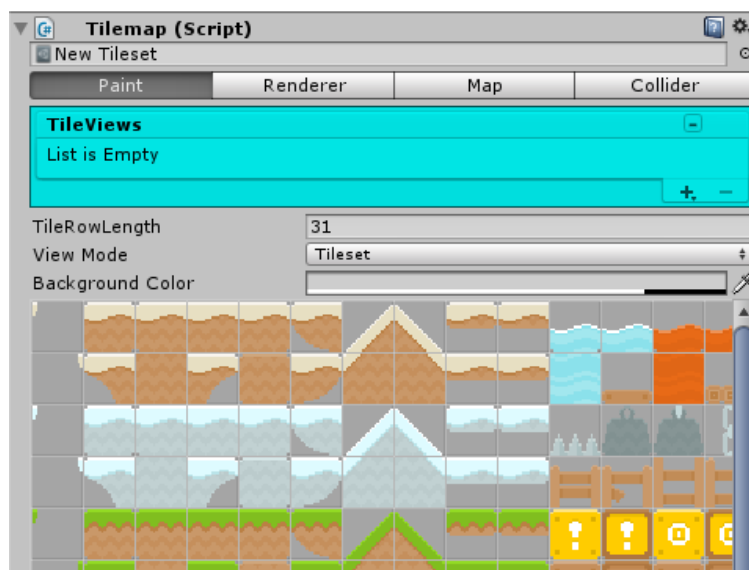 Tilemap (Script)
New Tileset
Paint Renderer Map Collider
TileViews
List is Empty
TileRowLength 31
View Mode Tileset
Background Color